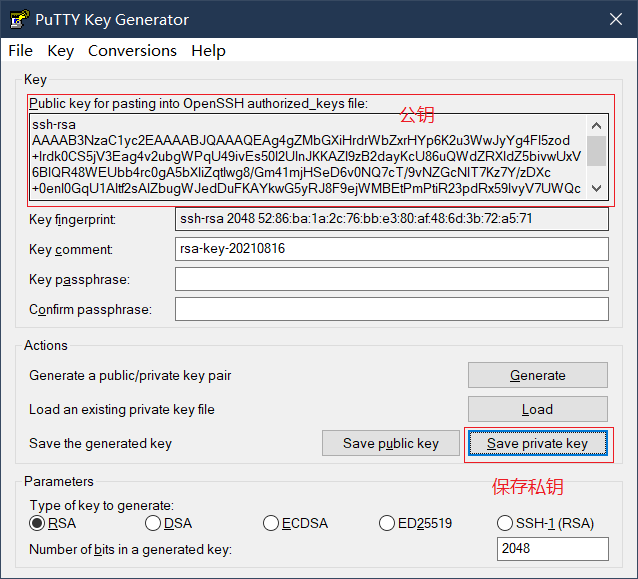 PuTTY Key Generator
File Key Conversions Help
Key
Public key for pasting into OpenSSH authorized_keys file:
公钥
ssh-rsa
AAAAB3NzaC1yc2EAAAABJQAAAQEAg4gZMbGXiHrdrWbZxrHYp6K2u3WwJyYg4FI5zod
+lrdk0CS5jV3Eag4v2ubgWPqU49ivEs50l2UlnJKKAZl9zB2dayKcU86uQWdZRXldZ5bivwUxV
6BlQR48WEUbb4rc0gA5bXliZqtlwg8/Gm41mjHSeD6v0NQ7cT/9vNZGcNIT7Kz7Y/zDXc
+0enl0GqU1Altf2sAlZbugWJedDuFKAYkwG5yRJ8F9ejWMBEtPmPtiR23pdRx59lvyV7UWQc
Key fingerprint: ssh-rsa 2048 52:86:ba:1a:2c:76:bb:e3:80:af:48:6d:3b:72:a5:71
Key comment: rsa-key-20210816
Key passphrase:
Confirm passphrase:
Actions
Generate a public/private key pair Generate
Load an existing private key file Load
Save the generated key Save public key Save private key
保存私钥
Parameters
Type of key to generate:
RSA DSA ECDSA ED25519 SSH-1 (RSA)
Number of bits in a generated key: 2048